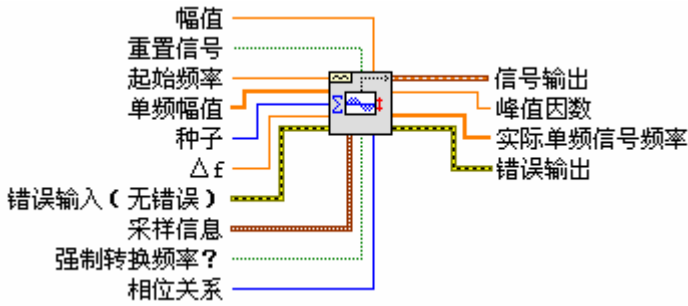 幅值
重置信号
起始频率
单频幅值
种子
△f
错误输入（无错误）
采样信息
强制转换频率？
相位关系
信号输出
峰值因数
实际单频信号频率
错误输出